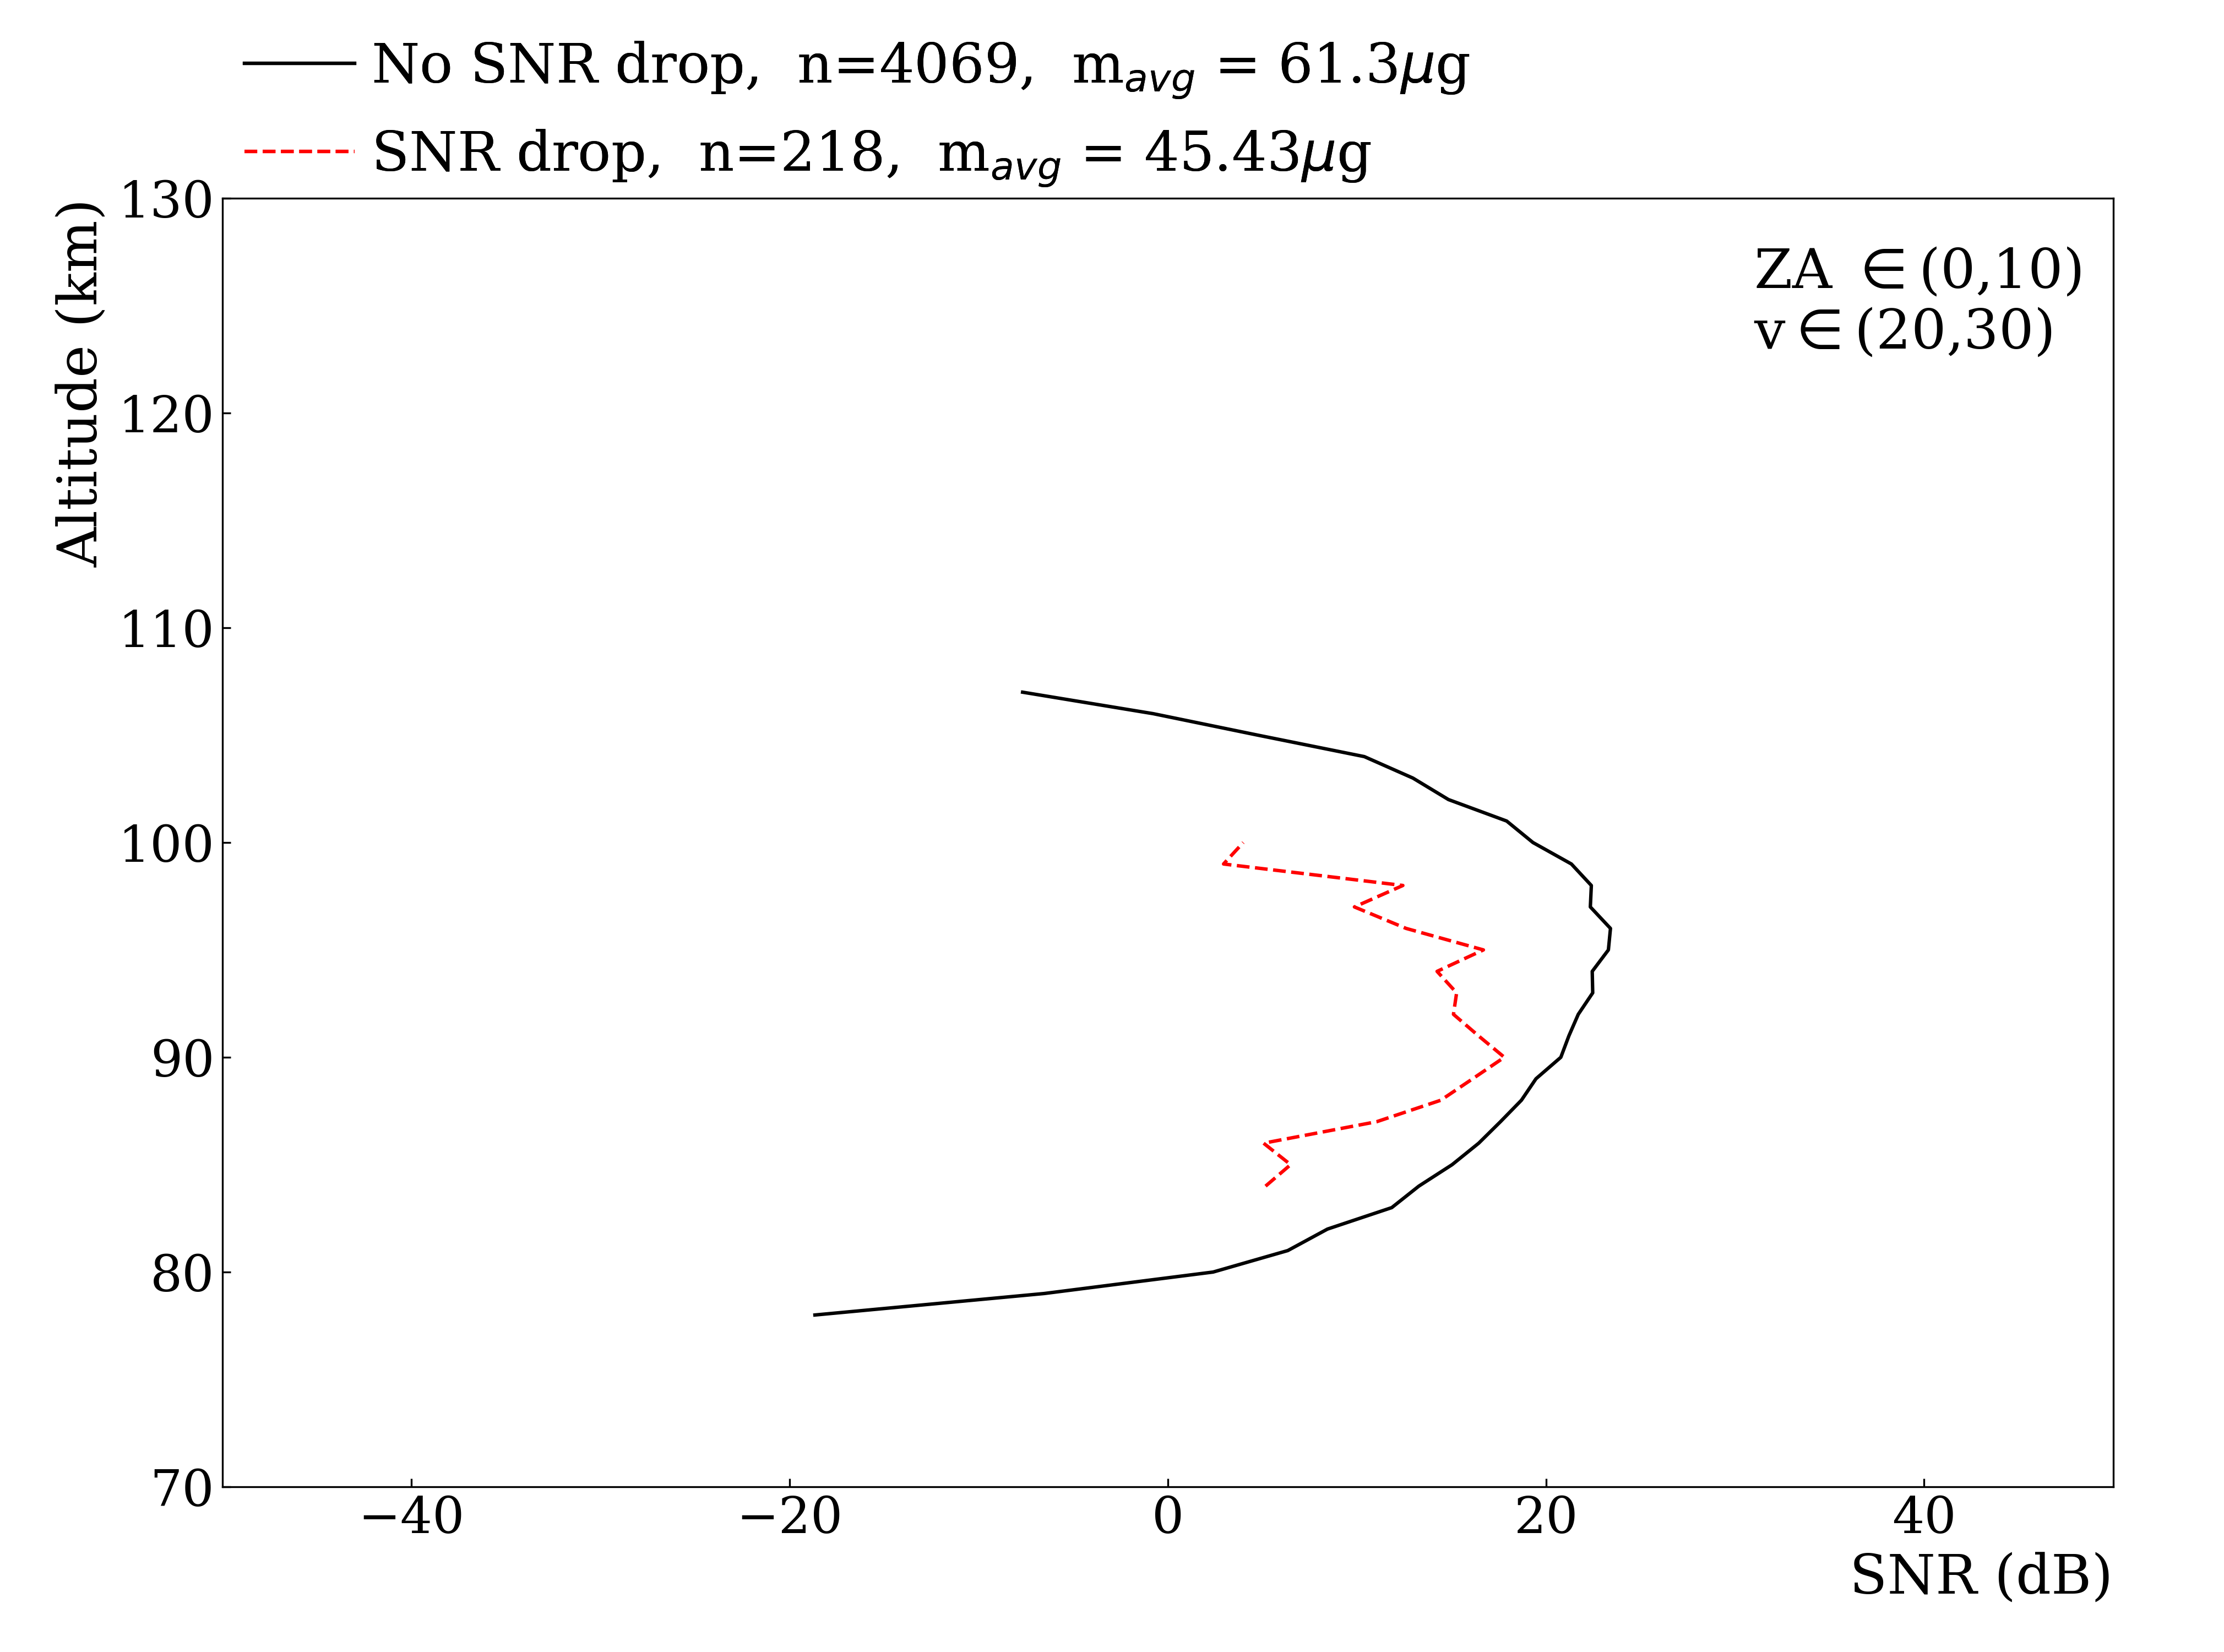 No SNR drop, n=4069, m_avg = 61.3μg
SNR drop, n=218, m_avg = 45.43μg
Altitude (km)
130
120
110
100
90
80
70
ZA ∈(0,10)
v∈(20,30)
−40
−20
0
20
40
SNR (dB)